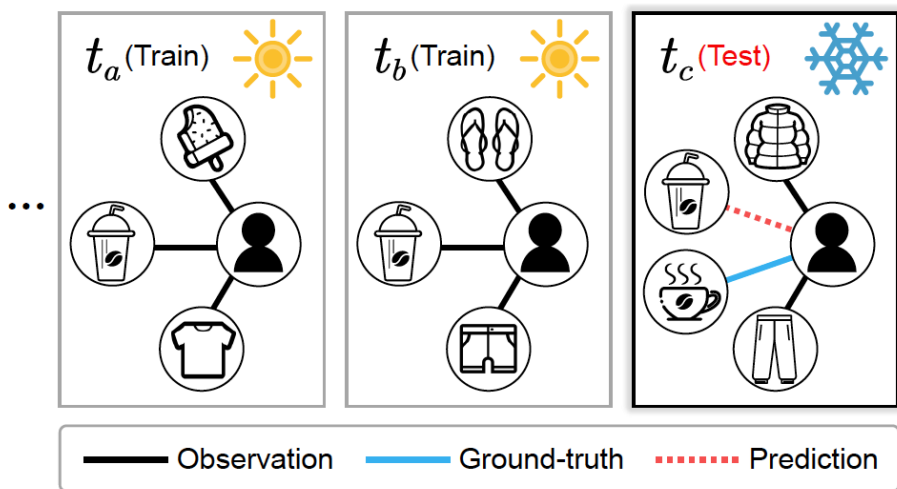 t_a (Train)
t_b (Train)
t_c (Test)
...
Observation
Ground-truth
Prediction